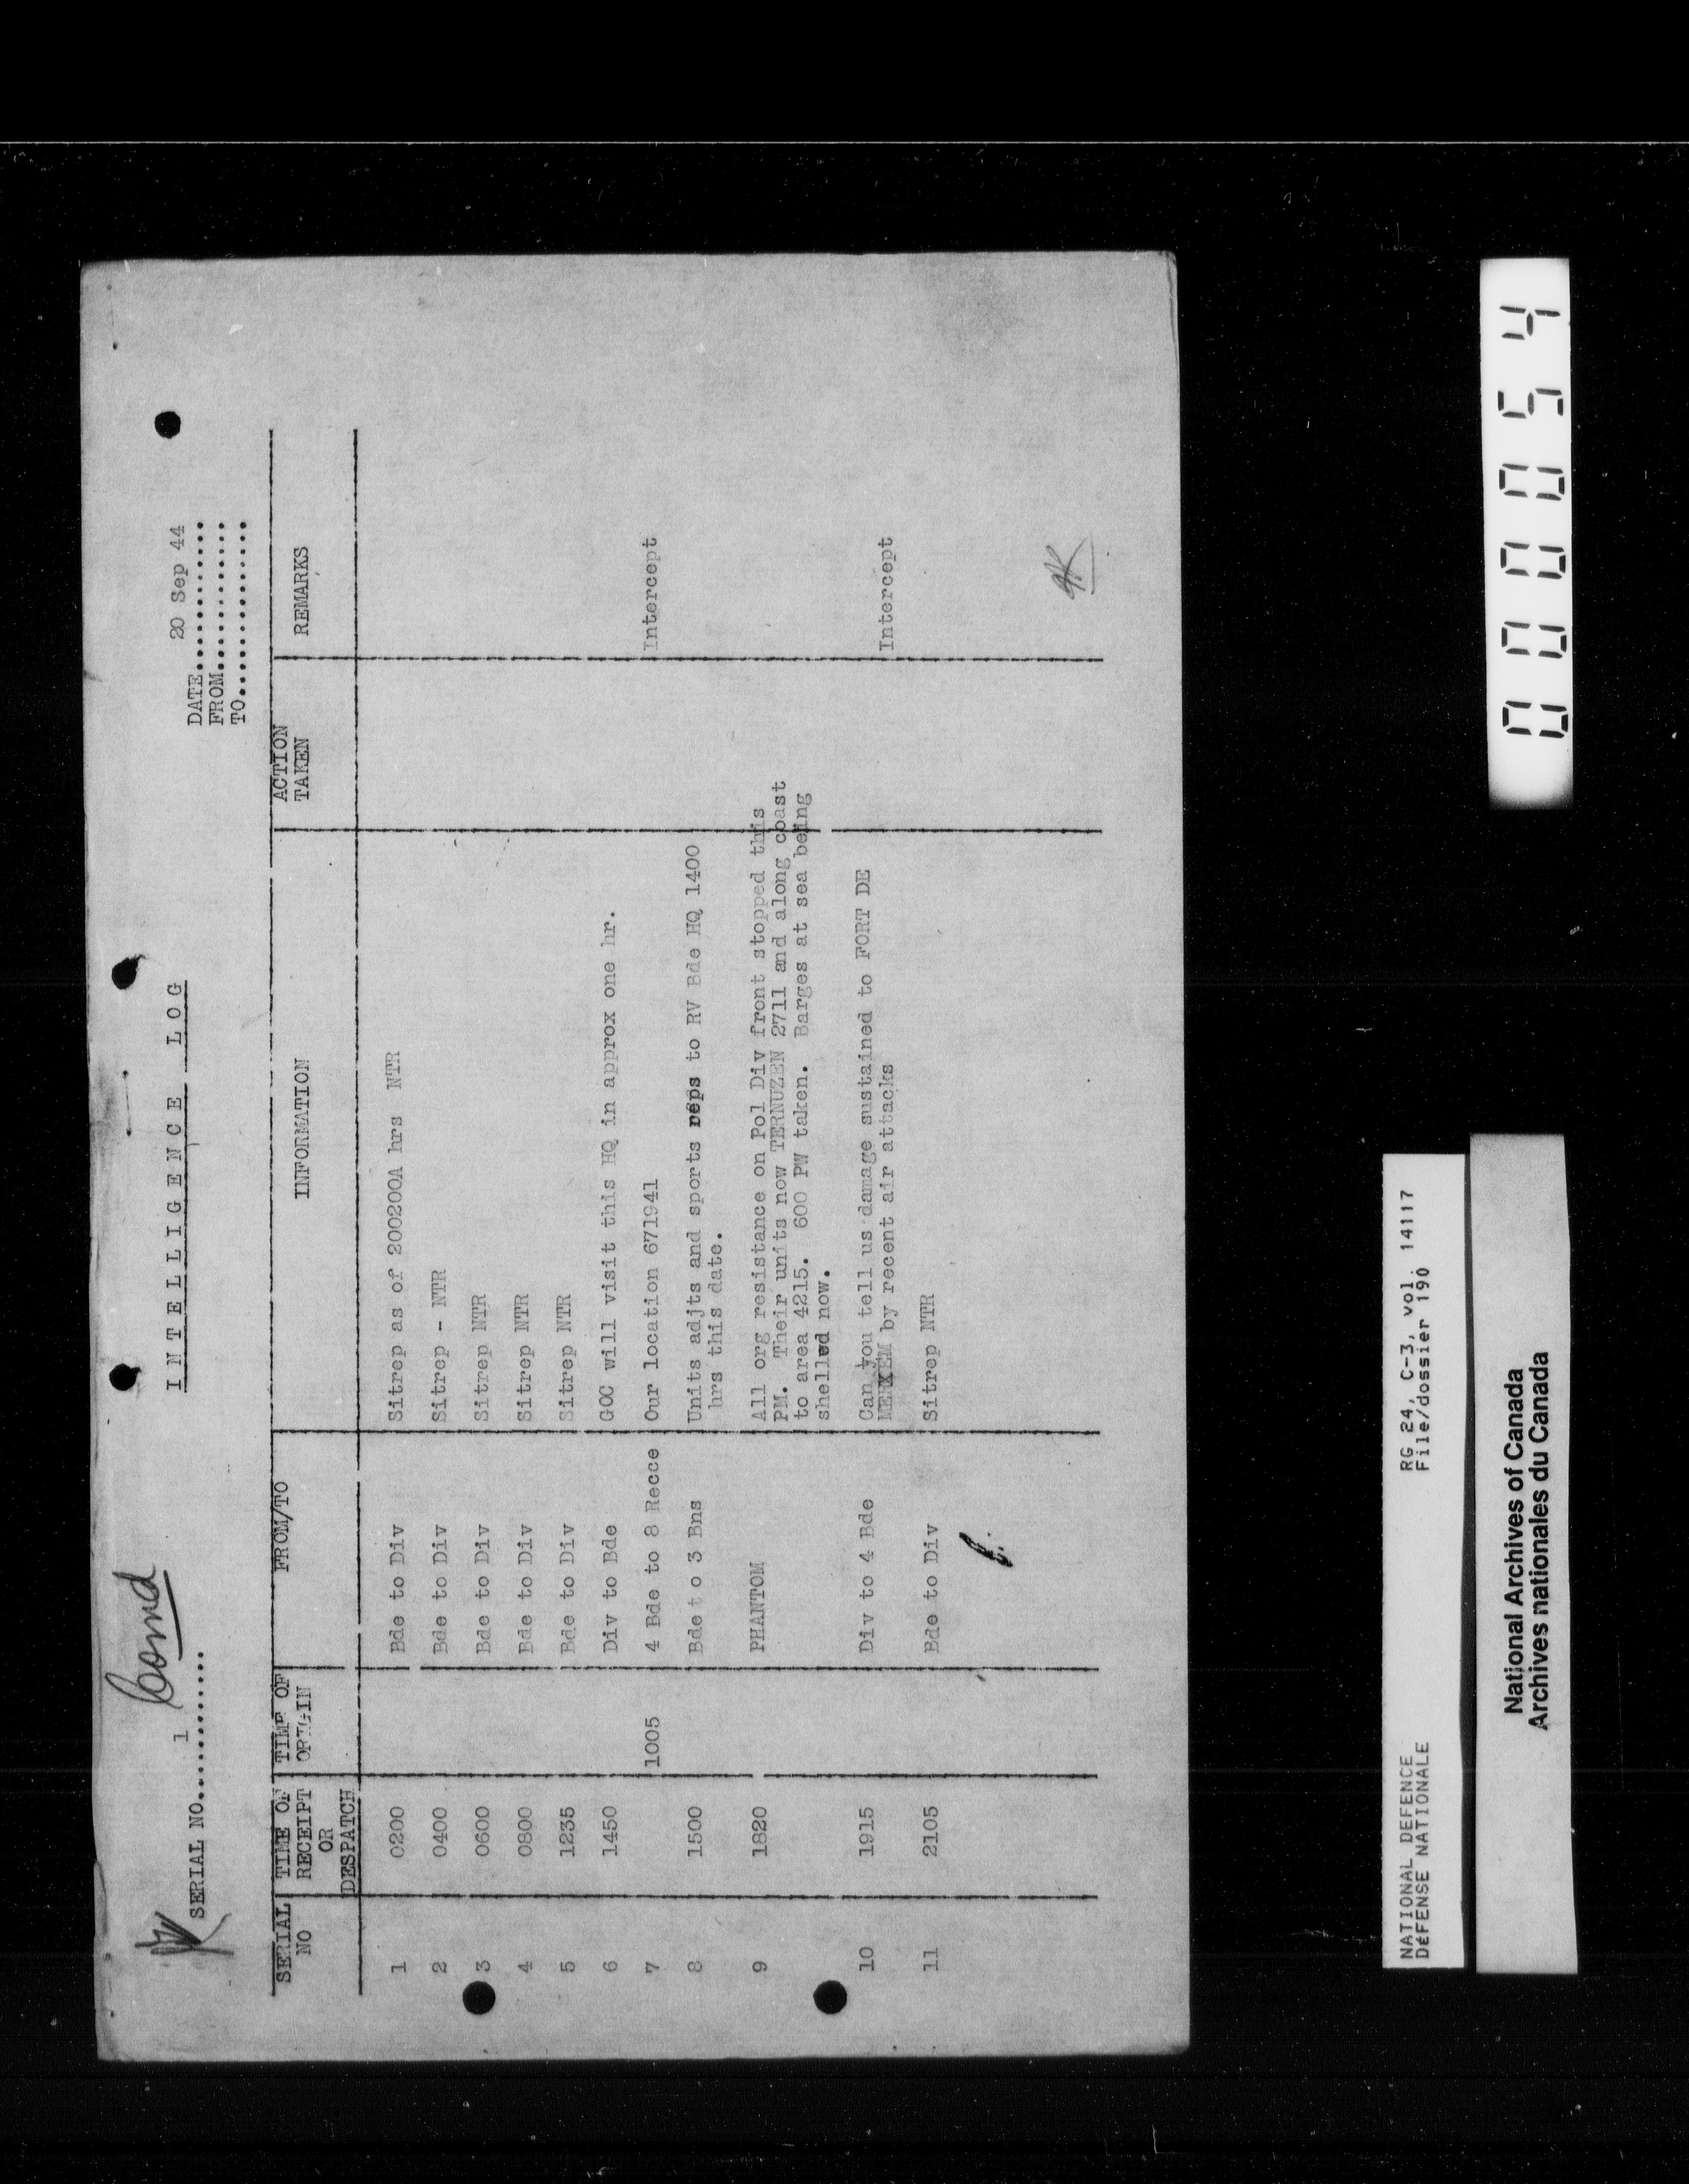 Comd
SERIAL NO. 1
INTELLIGENCE LOG
DATE 20 Sep 44
FROM
TO
SERIAL NO | TIME OF RECEIPT OR DESPATCH | TIME OF ORIGIN | FROM/TO | INFORMATION | ACTION TAKEN | REMARKS
1 0200 Bde to Div Sitrep as of 200200A hrs NTR
2 0400 Bde to Div Sitrep - NTR
3 0600 Bde to Div Sitrep NTR
4 0800 Bde to Div Sitrep NTR
5 1235 Bde to Div Sitrep NTR
6 1450 Div to Bde GOC will visit this HQ in approx one hr.
7 1005 4 Bde to 8 Recce Our location 671941 Intercept
8 1500 Bde t o 3 Bns Units adjts and sports reps to RV Bde HQ 1400
hrs this date.
9 1820 PHANTOM All org resistance on Pol Div front stopped this
PM. Their units now TERNUZEN 2711 and along coast
to area 4215. 600 PW taken. Barges at sea being
shelled now.
10 1915 Div to 4 Bde Can you tell us damage sustained to FORT DE
MERXEM by recent air attacks Intercept
11 2105 Bde to Div Sitrep NTR
NATIONAL DEFENCE RG 24, C-3, vol. 14117
DÉFENSE NATIONALE File/dossier 190
National Archives of Canada
Archives nationales du Canada
000054